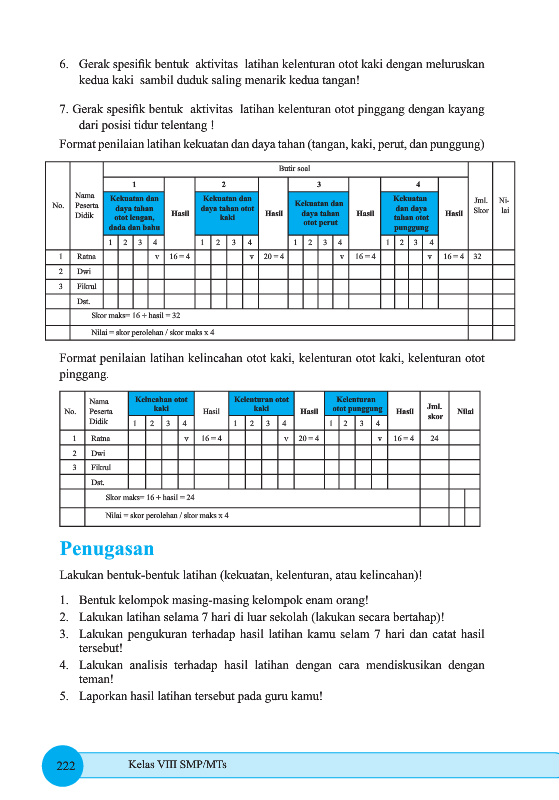 6. Gerak spesifik bentuk aktivitas latihan kelenturan otot kaki dengan meluruskan
kedua kaki sambil duduk saling menarik kedua tangan!
7. Gerak spesifik bentuk aktivitas latihan kelenturan otot pinggang dengan kayang
dari posisi tidur telentang !
Format penilaian latihan kekuatan dan daya tahan (tangan, kaki, perut, dan punggung)
No. Nama Peserta Didik Butir soal Jml. Skor Ni-lai
1 2 3 4
Kekuatan dan daya tahan otot lengan, dada dan bahu Hasil Kekuatan dan daya tahan otot kaki Hasil Kekuatan dan daya tahan otot perut Hasil Kekuatan dan daya tahan otot punggung Hasil
1 2 3 4 1 2 3 4 1 2 3 4 1 2 3 4
1 Ratna v 16 = 4 v 20 = 4 v 16 = 4 v 16 = 4 32
2 Dwi
3 Fikrul
Dst.
Skor maks= 16 ÷ hasil = 32
Nilai = skor perolehan / skor maks x 4
Format penilaian latihan kelincahan otot kaki, kelenturan otot kaki, kelenturan otot
pinggang.
No. Nama Peserta Didik Kelincahan otot kaki Hasil Kelenturan otot kaki Hasil Kelenturan otot punggung Hasil Jml. skor Nilai
1 2 3 4 1 2 3 4 1 2 3 4
1 Ratna v 16 = 4 v 20 = 4 v 16 = 4 24
2 Dwi
3 Fikrul
Dst.
Skor maks= 16 ÷ hasil = 24
Nilai = skor perolehan / skor maks x 4
Penugasan
Lakukan bentuk-bentuk latihan (kekuatan, kelenturan, atau kelincahan)!
1. Bentuk kelompok masing-masing kelompok enam orang!
2. Lakukan latihan selama 7 hari di luar sekolah (lakukan secara bertahap)!
3. Lakukan pengukuran terhadap hasil latihan kamu selam 7 hari dan catat hasil
tersebut!
4. Lakukan analisis terhadap hasil latihan dengan cara mendiskusikan dengan
teman!
5. Laporkan hasil latihan tersebut pada guru kamu!
222 Kelas VIII SMP/MTs